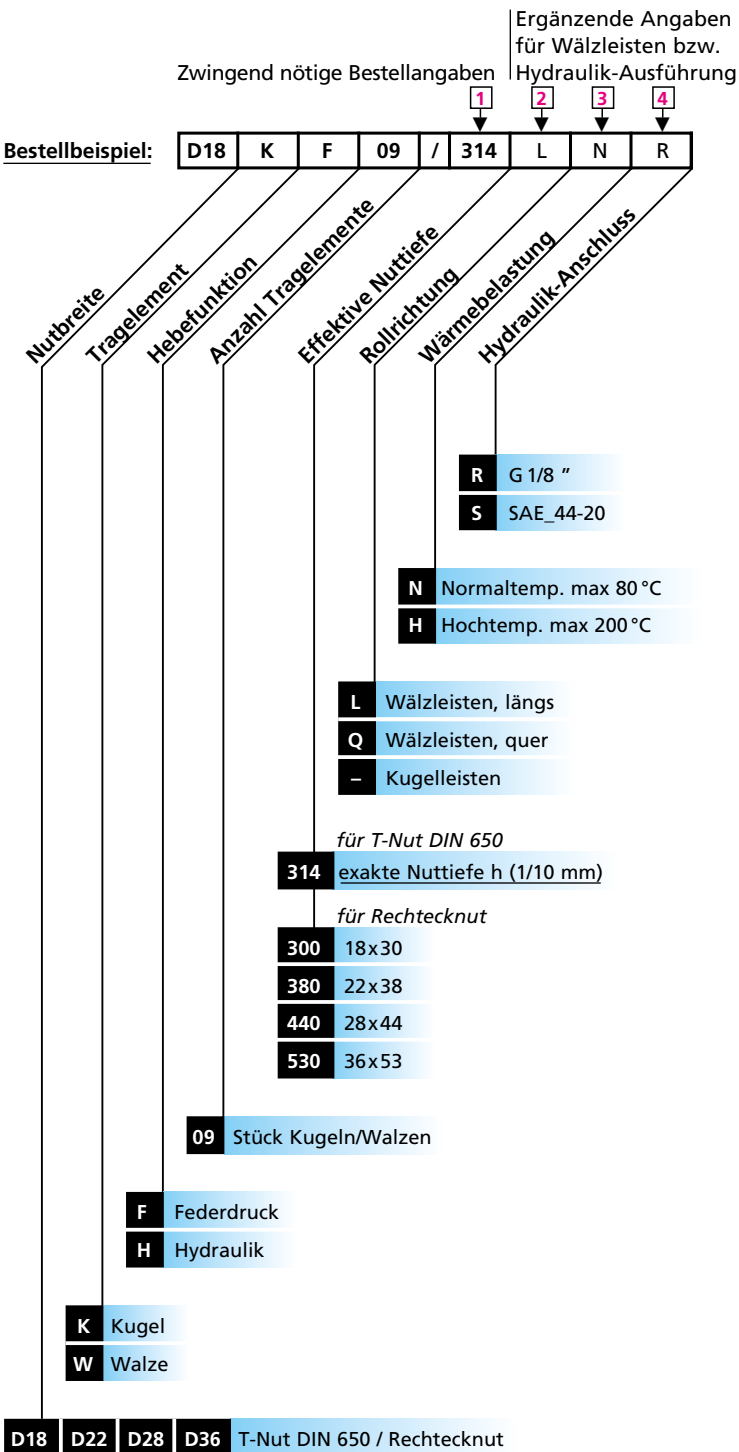 Ergänzende Angaben
für Wälzleisten bzw.
Zwingend nötige Bestellangaben Hydraulik-Ausführung
1 2 3 4
Bestellbeispiel: D18 K F 09 / 314 L N R
Nutbreite
Tragelement
Hebefunktion
Anzahl Tragelemente
Effektive Nuttiefe
Rollrichtung
Wärmebelastung
Hydraulik-Anschluss
R G 1/8 ”
S SAE_44-20
N Normaltemp. max 80 °C
H Hochtemp. max 200 °C
L Wälzleisten, längs
Q Wälzleisten, quer
– Kugelleisten
für T-Nut DIN 650
314 exakte Nuttiefe h (1/10 mm)
für Rechtecknut
300 18x30
380 22x38
440 28x44
530 36x53
09 Stück Kugeln/Walzen
F Federdruck
H Hydraulik
K Kugel
W Walze
D18 D22 D28 D36 T-Nut DIN 650 / Rechtecknut